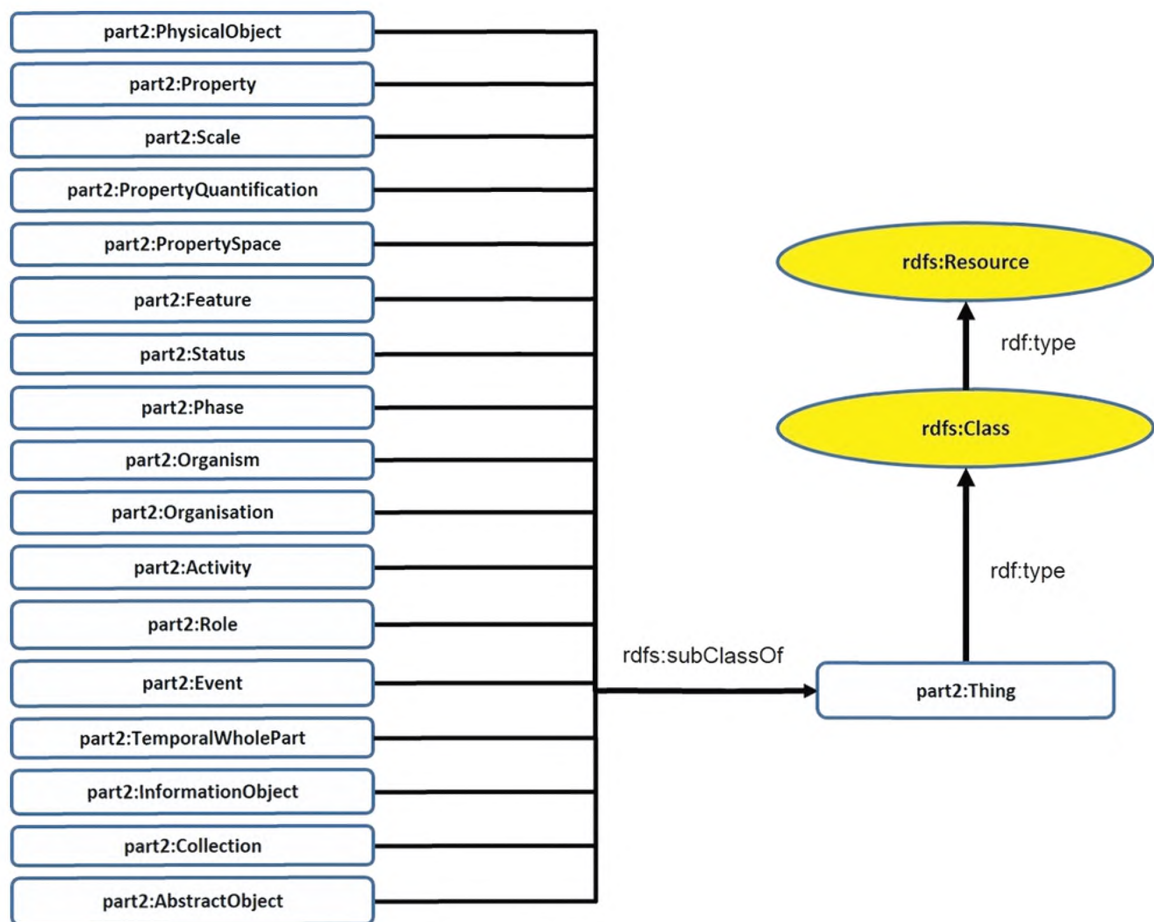 part2:PhysicalObject
part2:Property
part2:Scale
part2:PropertyQuantification
part2:PropertySpace
part2:Feature
part2:Status
part2:Phase
part2:Organism
part2:Organisation
part2:Activity
part2:Role
part2:Event
part2:TemporalWholePart
part2:InformationObject
part2:Collection
part2:AbstractObject
rdfs:subClassOf
rdfs:Resource
rdf:type
rdfs:Class
rdf:type
part2:Thing